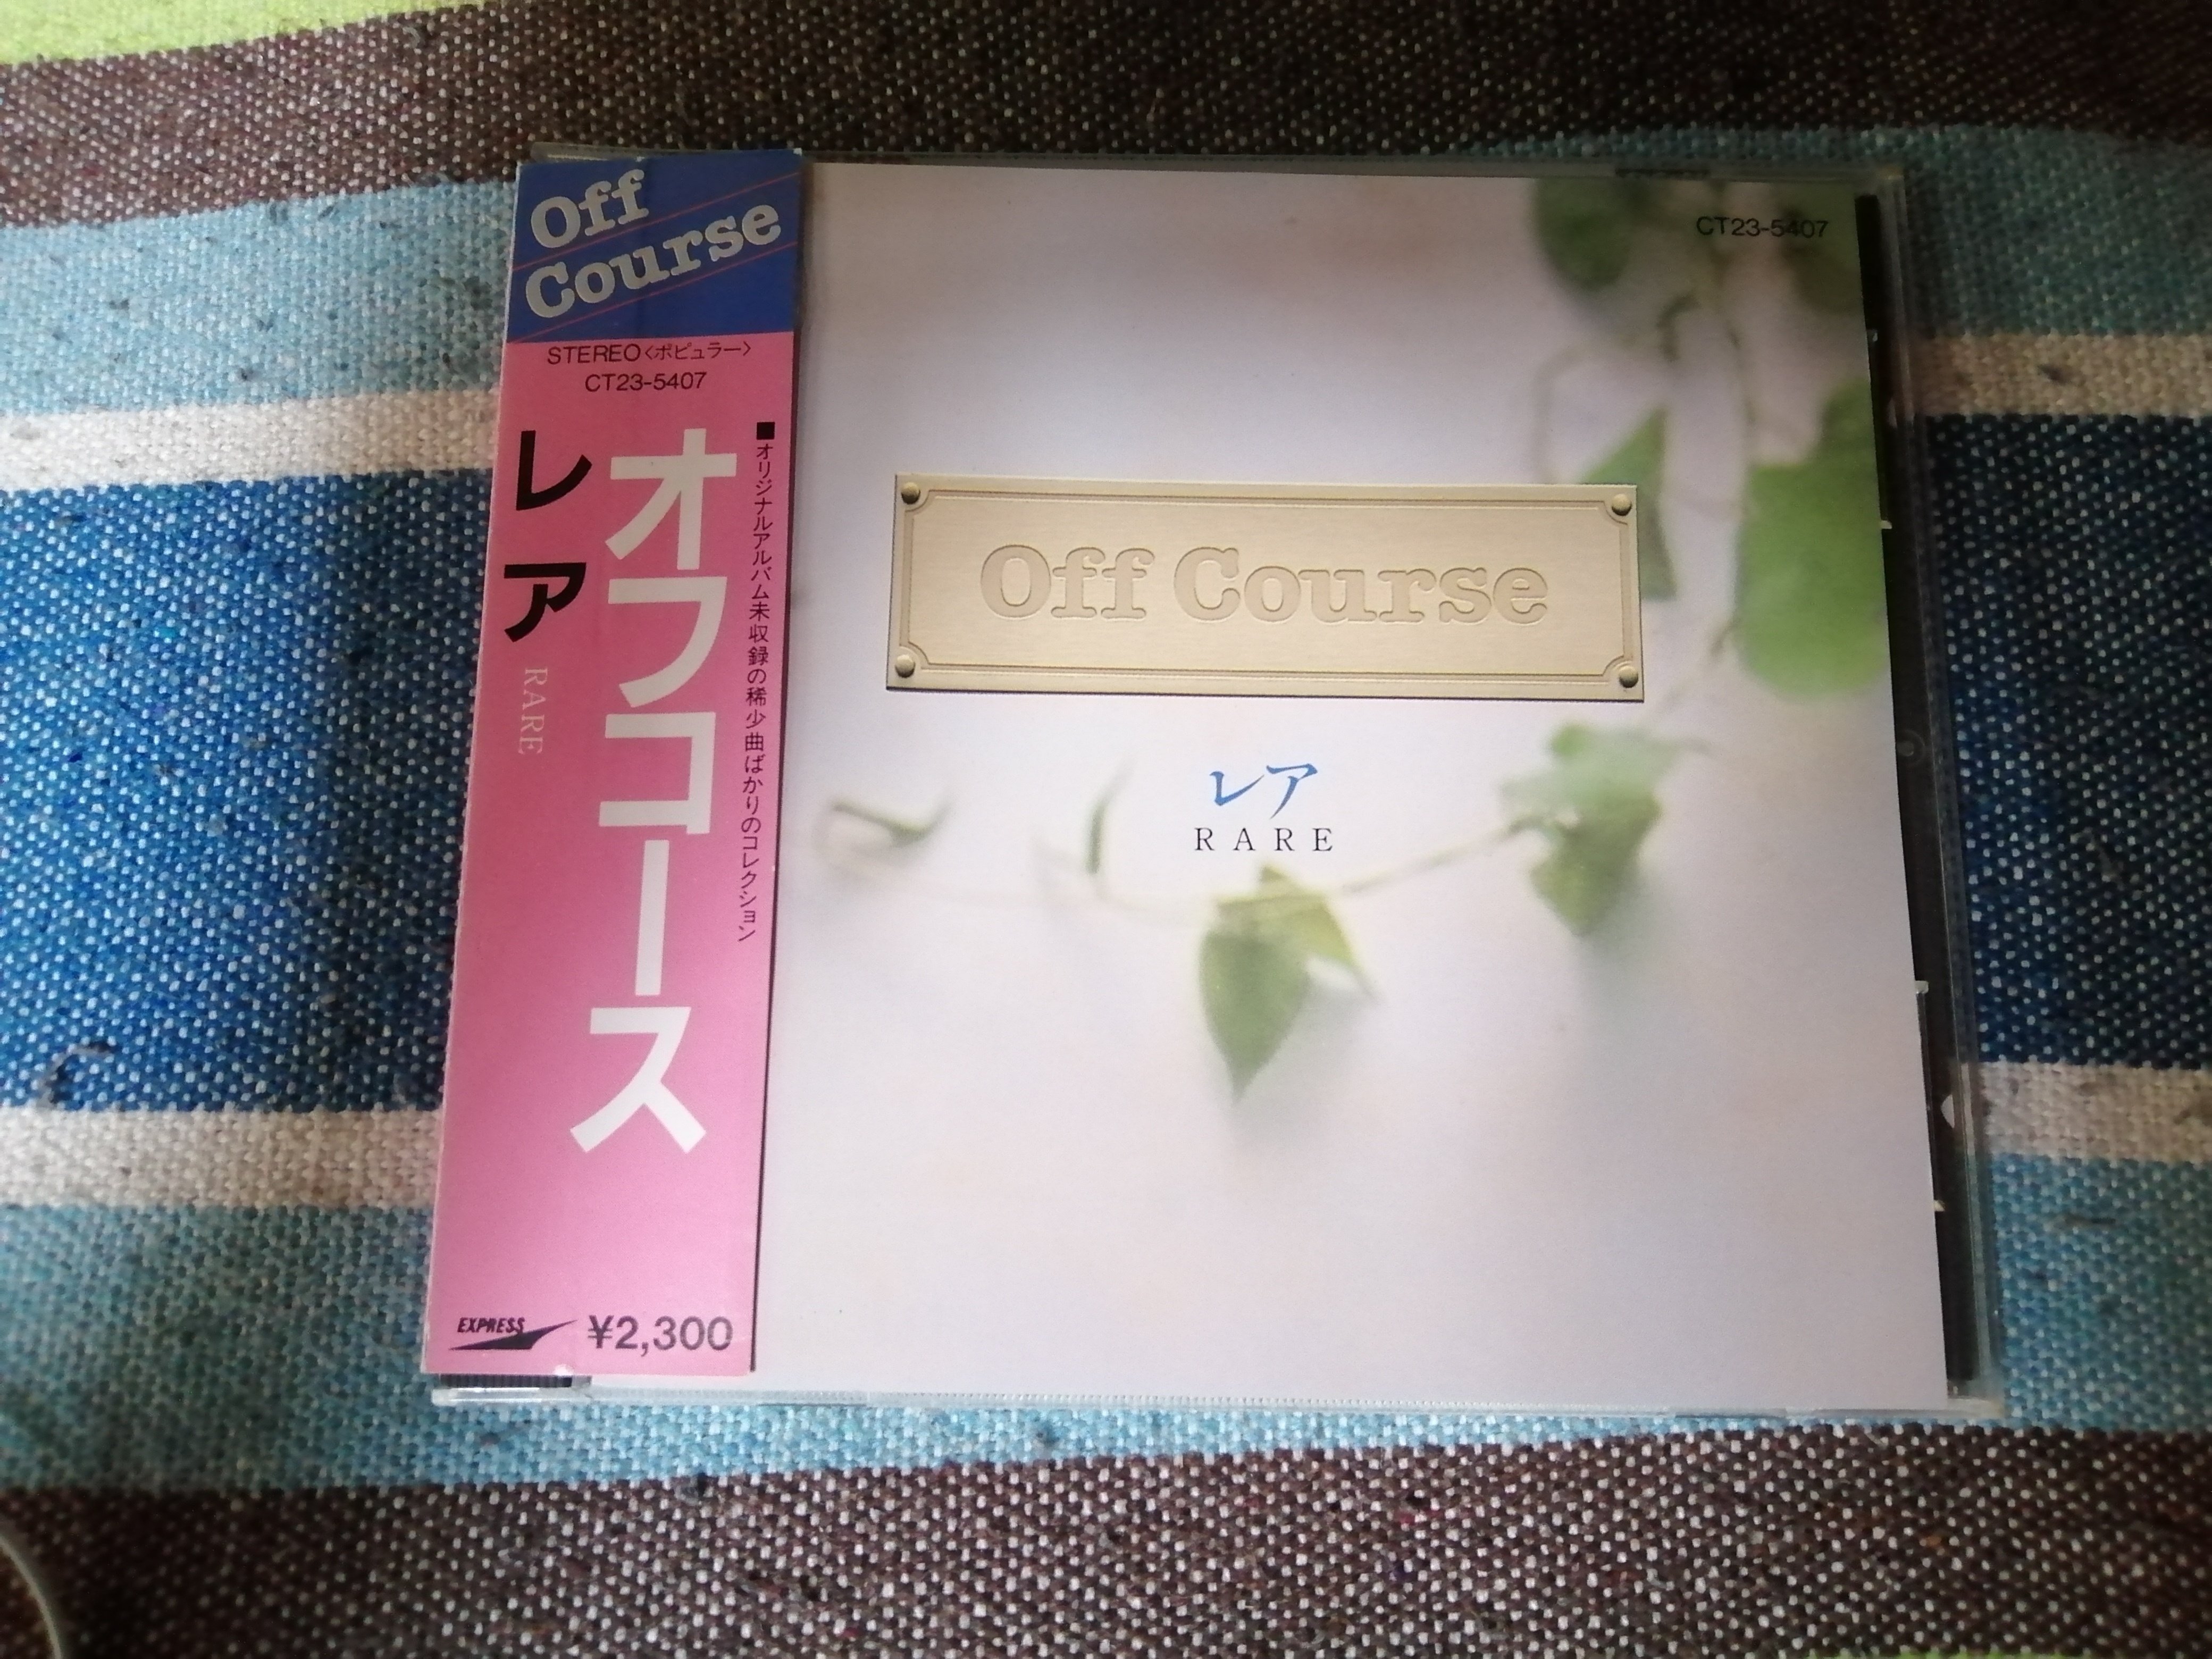 Off
Course
STEREO〈ポピュラー〉
CT23-5407
■オリジナルアルバム未収録の稀少曲ばかりのコレクション
オフコース
レア
RARE
EXPRESS
¥2,300
CT23-5407
Off Course
レア
RARE